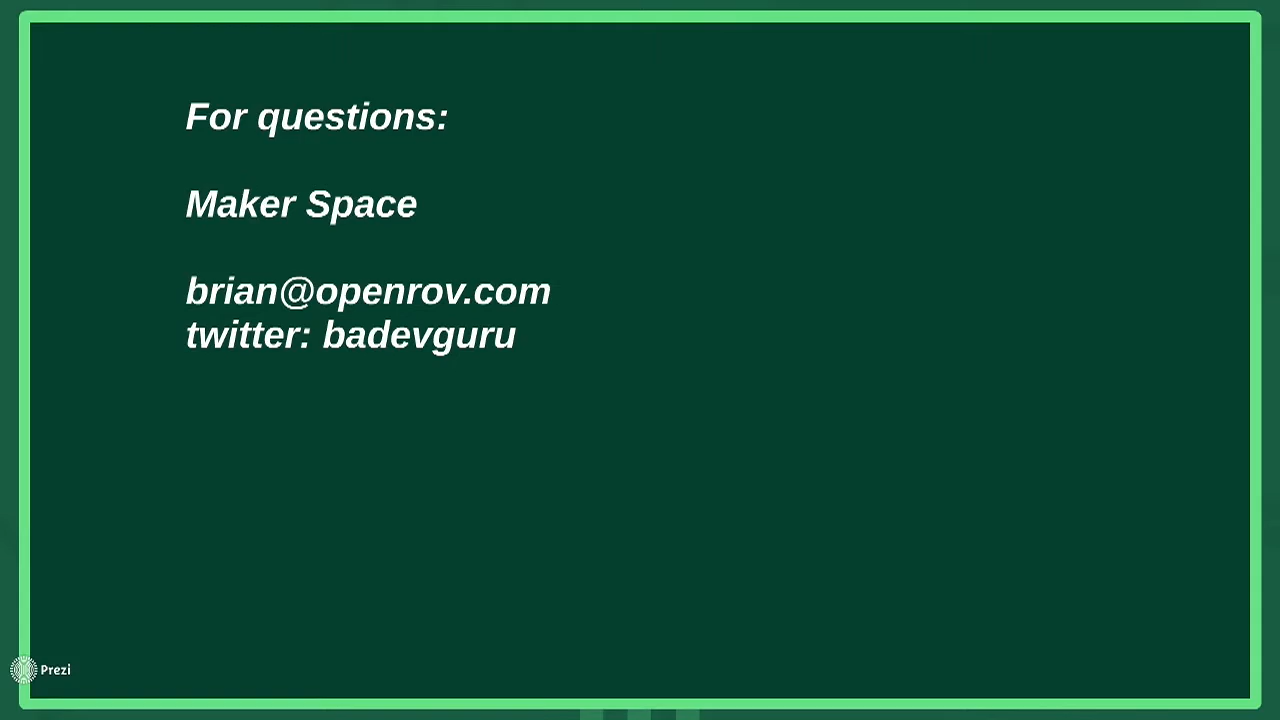 For questions:
Maker Space
brian@openrov.com
twitter: badevguru
Prezi